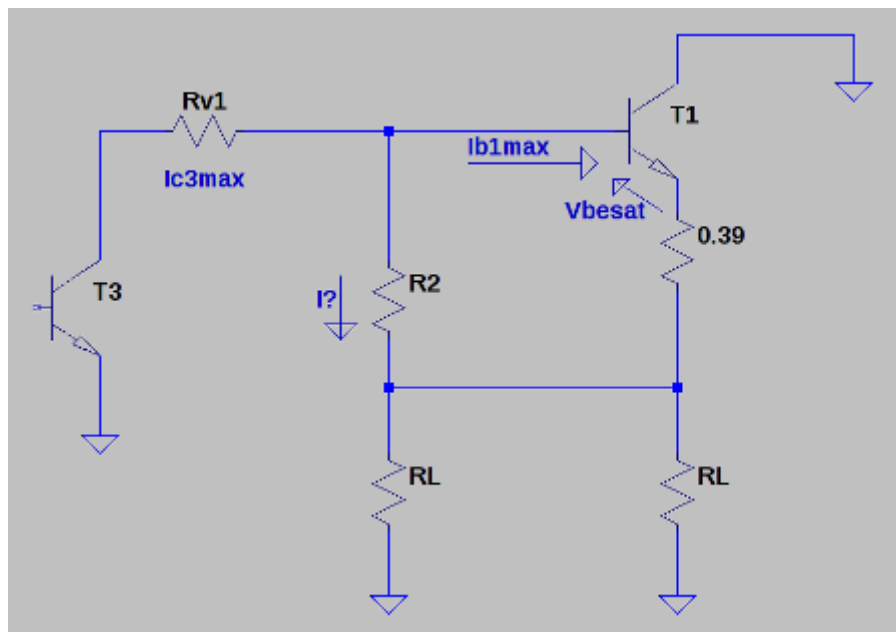 Rv1
T1
Ib1max
Ic3max
Vbesat
0.39
T3
R2
I?
RL
RL